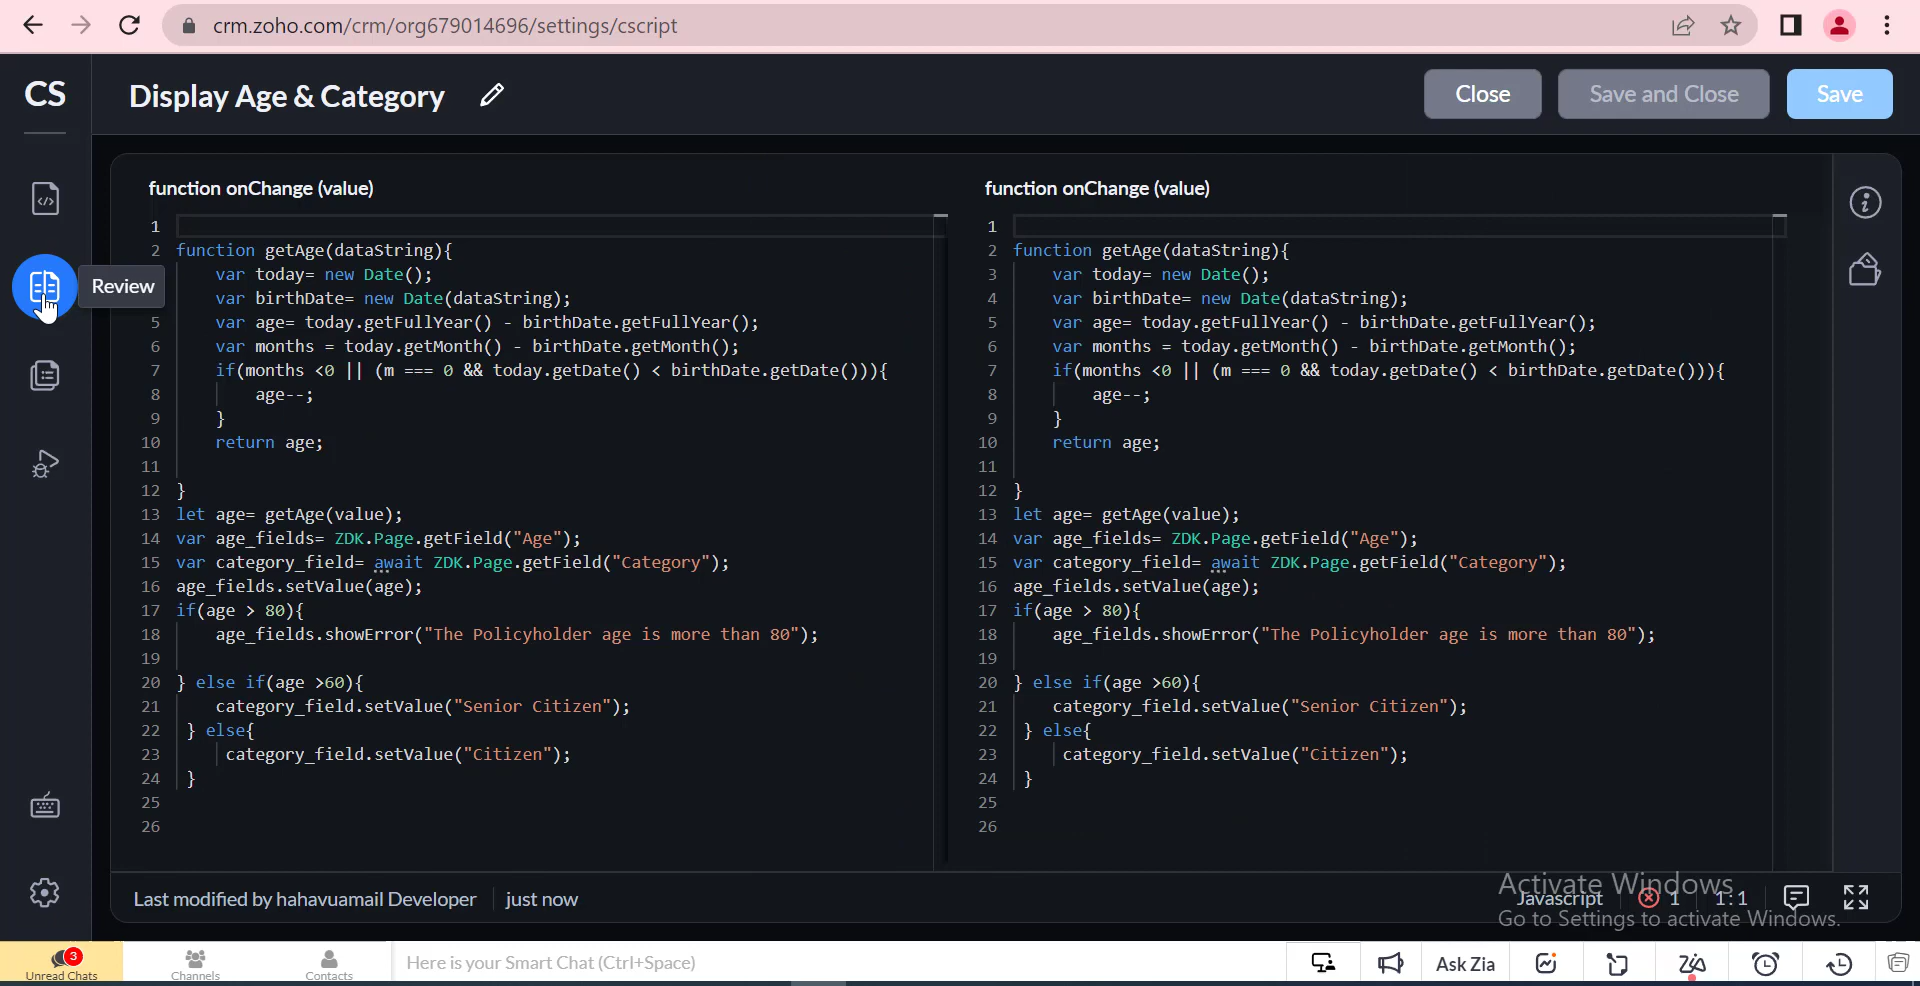 crm.zoho.com/crm/org679014696/settings/cscript
CS
Display Age & Category
Close
Save and Close
Save
Review
function onChange (value)
1
2 function getAge(dataString){
var today= new Date();
var birthDate= new Date(dataString);
5 var age= today.getFullYear() - birthDate.getFullYear();
6 var months = today.getMonth() - birthDate.getMonth();
7 if(months <0 || (m === 0 && today.getDate() < birthDate.getDate())){
8 age--;
9 }
10 return age;
11
12 }
13 let age= getAge(value);
14 var age_fields= ZDK.Page.getField("Age");
15 var category_field= await ZDK.Page.getField("Category");
16 age_fields.setValue(age);
17 if(age > 80){
18 age_fields.showError("The Policyholder age is more than 80");
19
20 } else if(age >60){
21 category_field.setValue("Senior Citizen");
22 } else{
23 category_field.setValue("Citizen");
24 }
25
26
function onChange (value)
1
2 function getAge(dataString){
3 var today= new Date();
4 var birthDate= new Date(dataString);
5 var age= today.getFullYear() - birthDate.getFullYear();
6 var months = today.getMonth() - birthDate.getMonth();
7 if(months <0 || (m === 0 && today.getDate() < birthDate.getDate())){
8 age--;
9 }
10 return age;
11
12 }
13 let age= getAge(value);
14 var age_fields= ZDK.Page.getField("Age");
15 var category_field= await ZDK.Page.getField("Category");
16 age_fields.setValue(age);
17 if(age > 80){
18 age_fields.showError("The Policyholder age is more than 80");
19
20 } else if(age >60){
21 category_field.setValue("Senior Citizen");
22 } else{
23 category_field.setValue("Citizen");
24 }
25
26
Last modified by hahavuamail Developer
just now
Activate Windows
Javascript
1
1:1
Go to Settings to activate Windows.
3
Unread Chats
Channels
Contacts
Here is your Smart Chat (Ctrl+Space)
Ask Zia